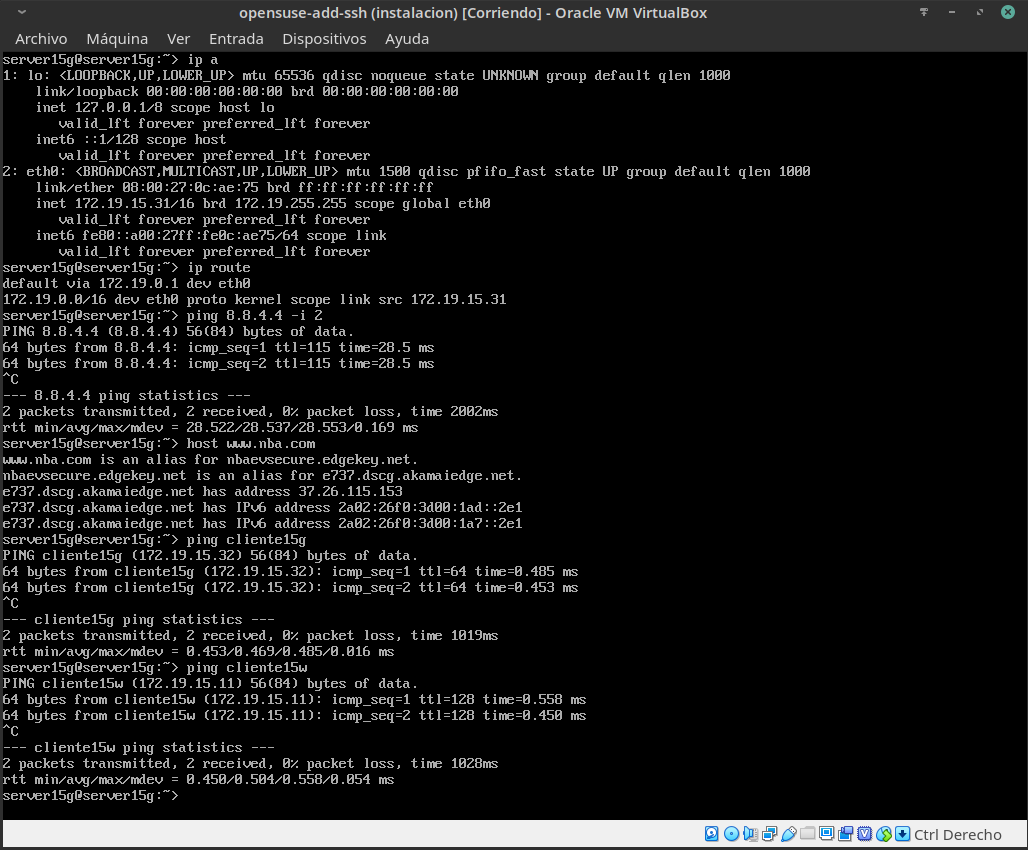 opensuse-add-ssh (instalacion) [Corriendo] - Oracle VM VirtualBox
Archivo Máquina Ver Entrada Dispositivos Ayuda
server15g@server15g:~> ip a
1: lo: <LOOPBACK,UP,LOWER_UP> mtu 65536 qdisc noqueue state UNKNOWN group default qlen 1000
    link/loopback 00:00:00:00:00:00 brd 00:00:00:00:00:00
    inet 127.0.0.1/8 scope host lo
       valid_lft forever preferred_lft forever
    inet6 ::1/128 scope host
       valid_lft forever preferred_lft forever
2: eth0: <BROADCAST,MULTICAST,UP,LOWER_UP> mtu 1500 qdisc pfifo_fast state UP group default qlen 1000
    link/ether 08:00:27:0c:ae:75 brd ff:ff:ff:ff:ff:ff
    inet 172.19.15.31/16 brd 172.19.255.255 scope global eth0
       valid_lft forever preferred_lft forever
    inet6 fe80::a00:27ff:fe0c:ae75/64 scope link
       valid_lft forever preferred_lft forever
server15g@server15g:~> ip route
default via 172.19.0.1 dev eth0
172.19.0.0/16 dev eth0 proto kernel scope link src 172.19.15.31
server15g@server15g:~> ping 8.8.4.4 -i 2
PING 8.8.4.4 (8.8.4.4) 56(84) bytes of data.
64 bytes from 8.8.4.4: icmp_seq=1 ttl=115 time=28.5 ms
64 bytes from 8.8.4.4: icmp_seq=2 ttl=115 time=28.5 ms
^C
--- 8.8.4.4 ping statistics ---
2 packets transmitted, 2 received, 0% packet loss, time 2002ms
rtt min/avg/max/mdev = 28.522/28.537/28.553/0.169 ms
server15g@server15g:~> host www.nba.com
www.nba.com is an alias for nbaevsecure.edgekey.net.
nbaevsecure.edgekey.net is an alias for e737.dscg.akamaiedge.net.
e737.dscg.akamaiedge.net has address 37.26.115.153
e737.dscg.akamaiedge.net has IPv6 address 2a02:26f0:3d00:1ad::2e1
e737.dscg.akamaiedge.net has IPv6 address 2a02:26f0:3d00:1a7::2e1
server15g@server15g:~> ping cliente15g
PING cliente15g (172.19.15.32) 56(84) bytes of data.
64 bytes from cliente15g (172.19.15.32): icmp_seq=1 ttl=64 time=0.485 ms
64 bytes from cliente15g (172.19.15.32): icmp_seq=2 ttl=64 time=0.453 ms
^C
--- cliente15g ping statistics ---
2 packets transmitted, 2 received, 0% packet loss, time 1019ms
rtt min/avg/max/mdev = 0.453/0.469/0.485/0.016 ms
server15g@server15g:~> ping cliente15w
PING cliente15w (172.19.15.11) 56(84) bytes of data.
64 bytes from cliente15w (172.19.15.11): icmp_seq=1 ttl=128 time=0.558 ms
64 bytes from cliente15w (172.19.15.11): icmp_seq=2 ttl=128 time=0.450 ms
^C
--- cliente15w ping statistics ---
2 packets transmitted, 2 received, 0% packet loss, time 1028ms
rtt min/avg/max/mdev = 0.450/0.504/0.558/0.054 ms
server15g@server15g:~>
Ctrl Derecho